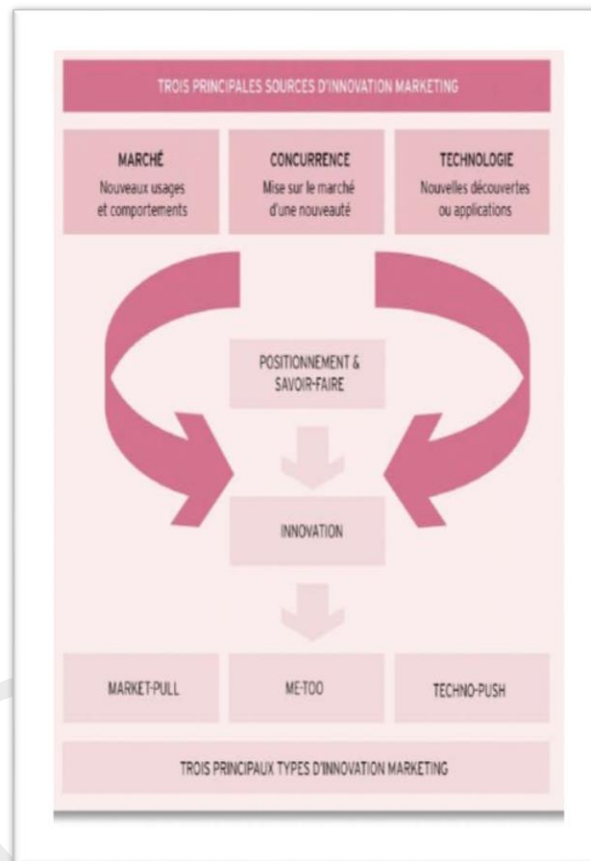 TROIS PRINCIPALES SOURCES D'INNOVATION MARKETING
MARCHÉ
Nouveaux usages
et comportements
CONCURRENCE
Mise sur le marché
d'une nouveauté
TECHNOLOGIE
Nouvelles découvertes
ou applications
POSITIONNEMENT &
SAVOIR-FAIRE
INNOVATION
MARKET-PULL
ME-TOO
TECHNO-PUSH
TROIS PRINCIPAUX TYPES D'INNOVATION MARKETING